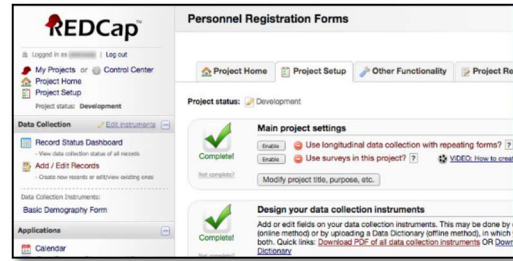 REDCap
Logged in as | Log out
My Projects or Control Center
Project Home
Project Setup
Project status: Development
Data Collection Edit instruments
Record Status Dashboard
- View data collection status of all records
Add / Edit Records
- Create new records or edit/view existing ones
Data Collection Instruments:
Basic Demography Form
Applications
Calendar
Personnel Registration Forms
Project Home Project Setup Other Functionality Project Re
Project status: Development
Main project settings
Complete!
Not complete?
Enable Use longitudinal data collection with repeating forms? ?
Enable Use surveys in this project? ? VIDEO: How to creat
Modify project title, purpose, etc.
Design your data collection instruments
Complete!
Not complete?
Add or edit fields on your data collection instruments. This may be done by
(online method) or by uploading a Data Dictionary (offline method), in which
both. Quick links: Download PDF of all data collection instruments OR Down
Dictionary